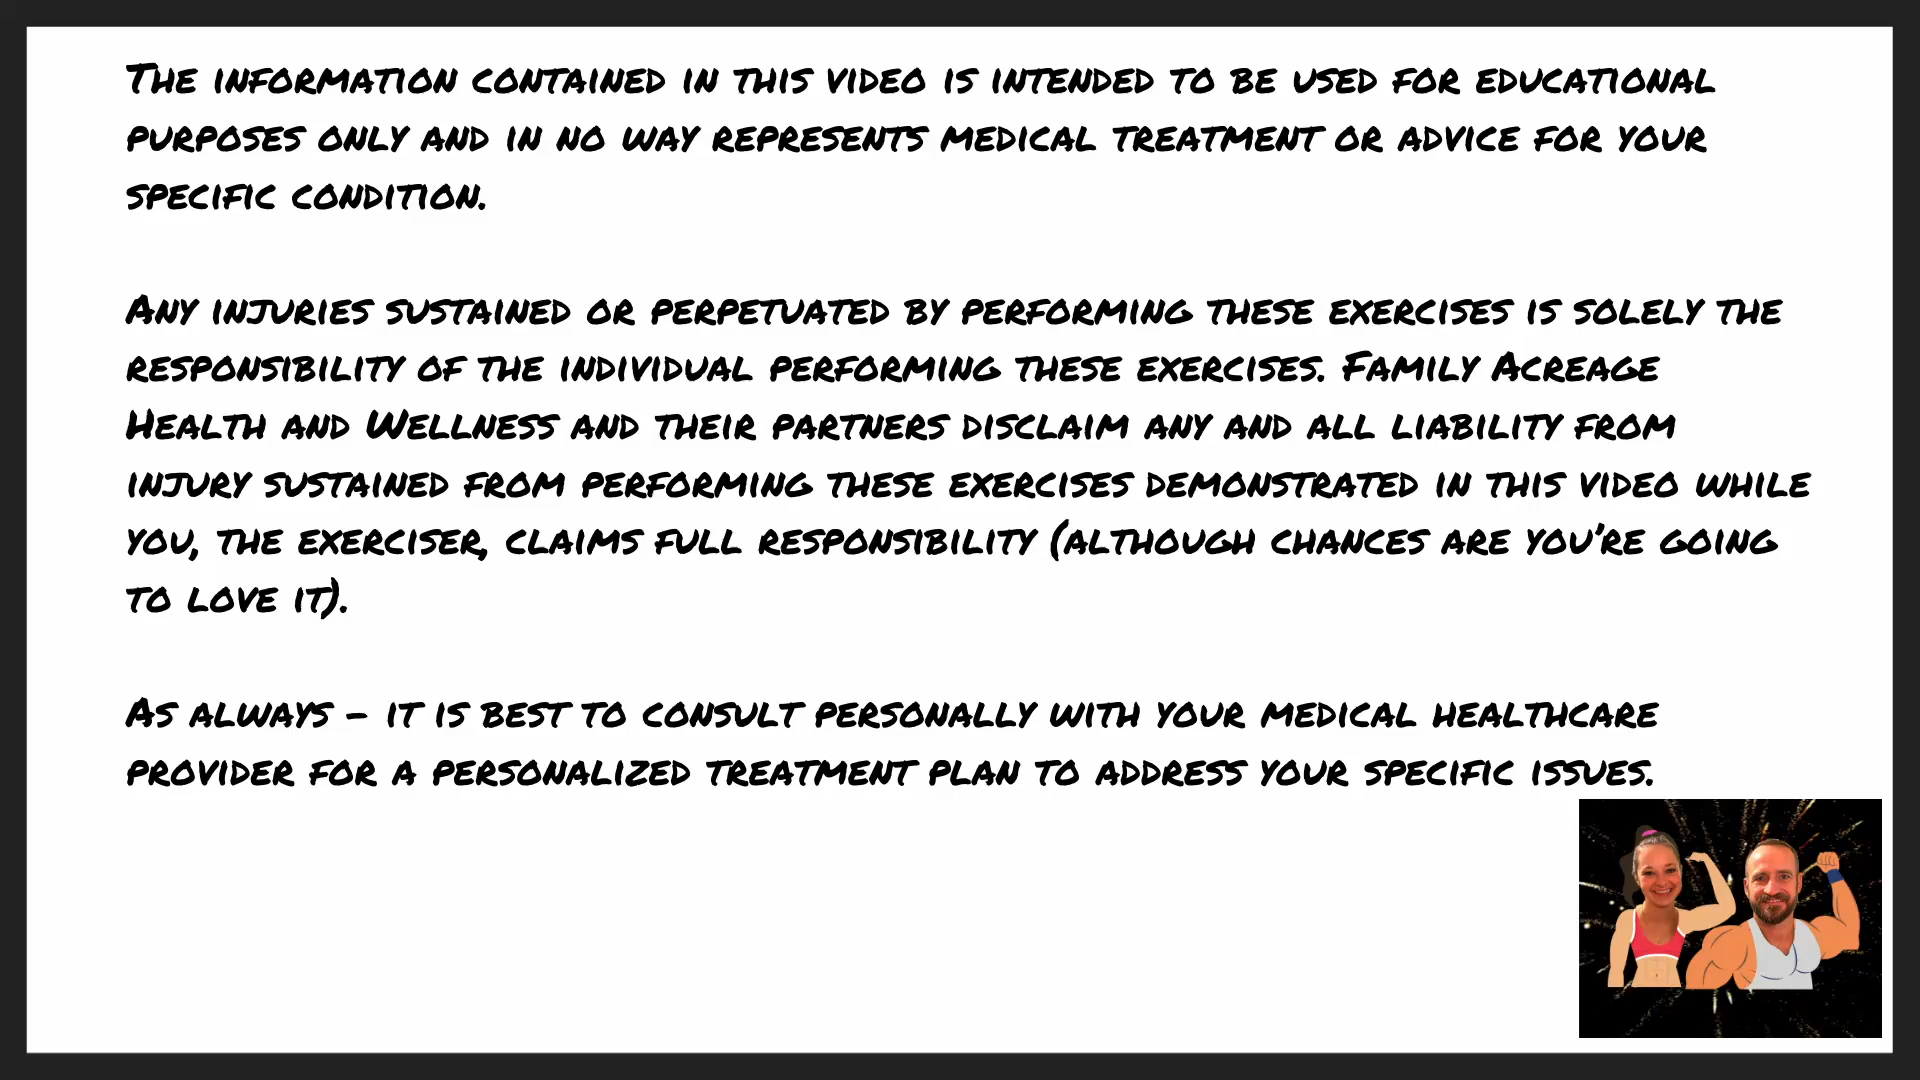 The information contained in this video is intended to be used for educational
purposes only and in no way represents medical treatment or advice for your
specific condition.
Any injuries sustained or perpetuated by performing these exercises is solely the
responsibility of the individual performing these exercises. Family Acreage
Health and Wellness and their partners disclaim any and all liability from
injury sustained from performing these exercises demonstrated in this video while
you, the exerciser, claims full responsibility (although chances are you're going
to love it).
As always - it is best to consult personally with your medical healthcare
provider for a personalized treatment plan to address your specific issues.